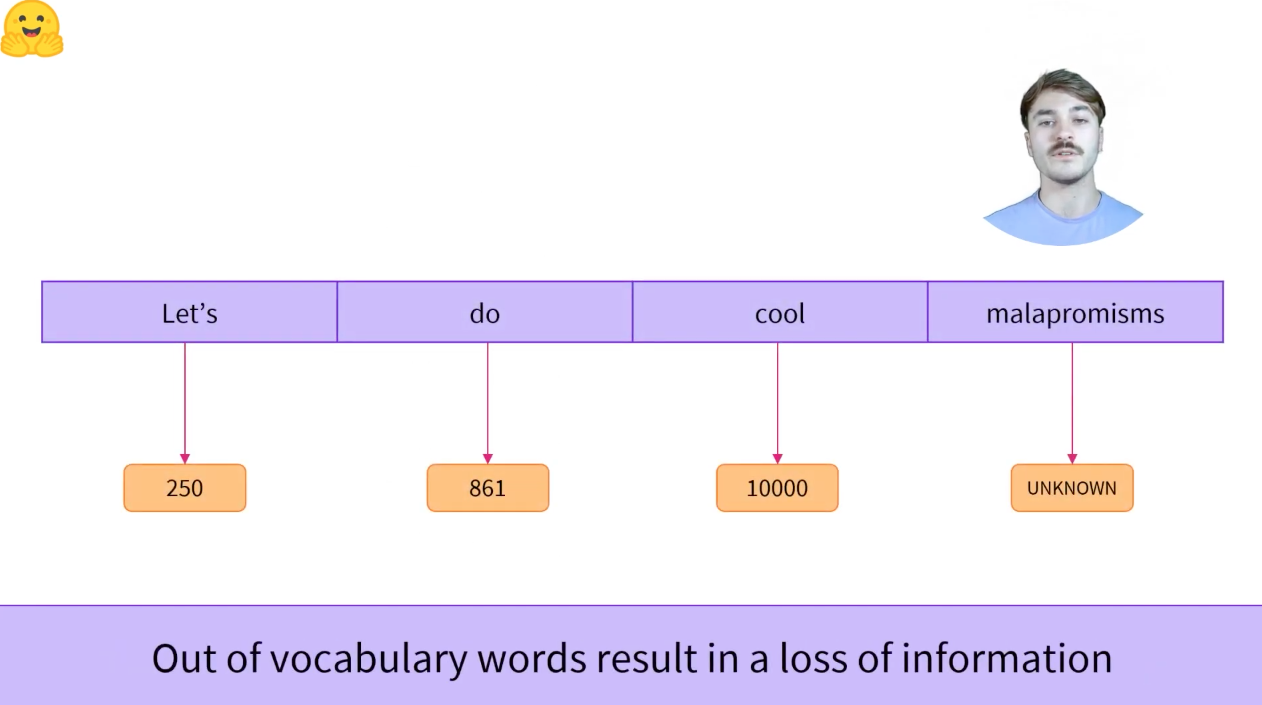 Let’s do cool malapromisms
250 861 10000 UNKNOWN
Out of vocabulary words result in a loss of information